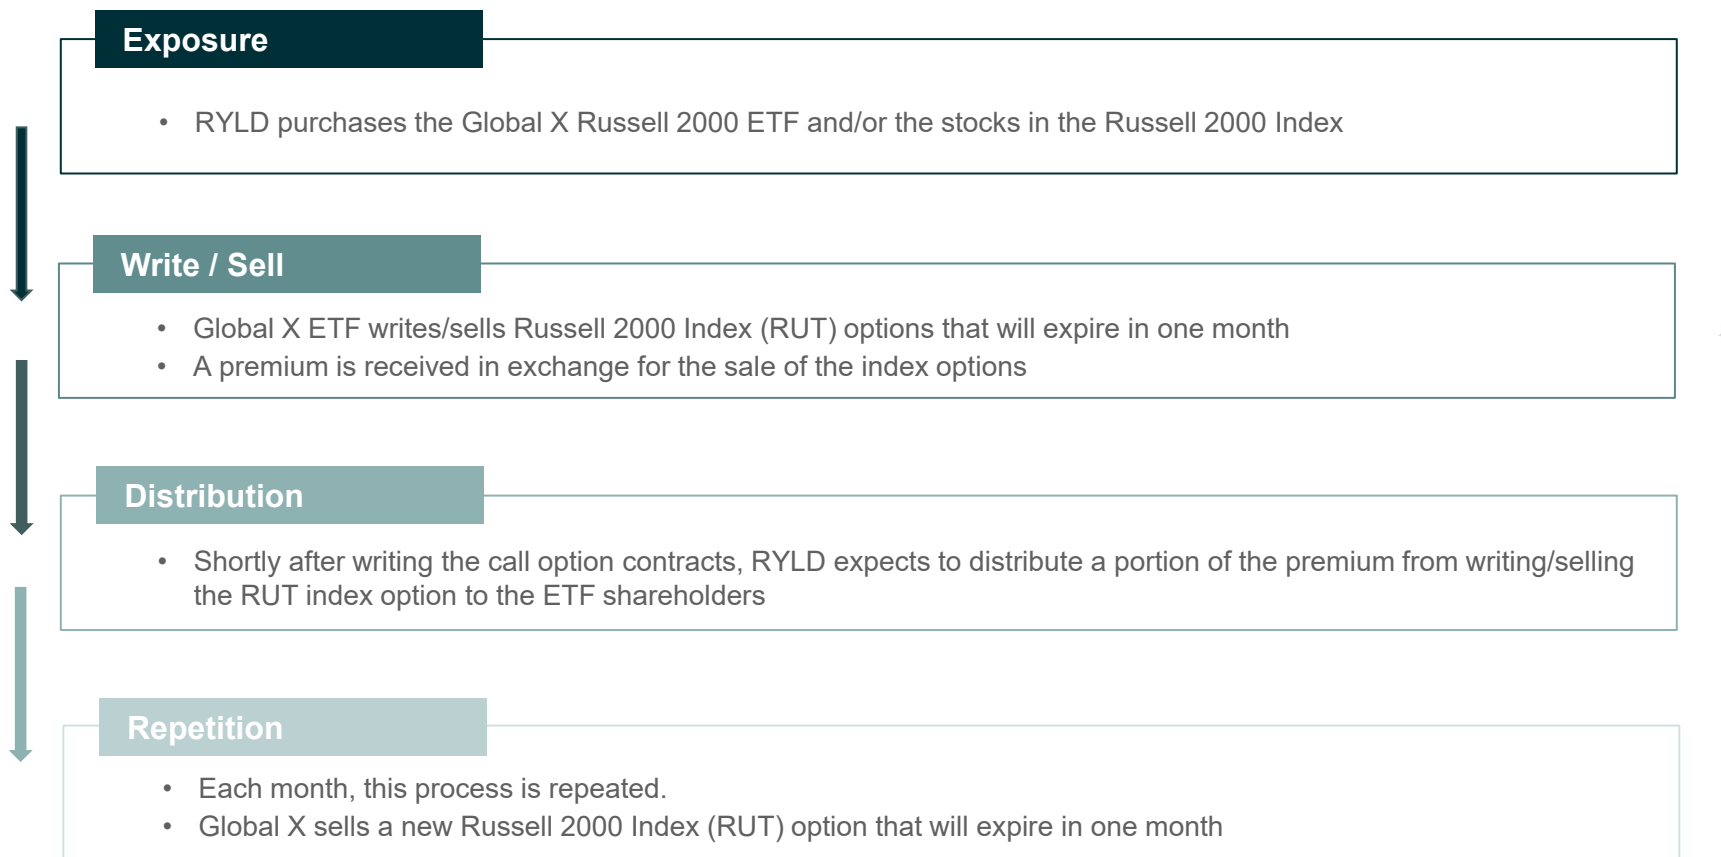 Exposure
• RYLD purchases the Global X Russell 2000 ETF and/or the stocks in the Russell 2000 Index
Write / Sell
• Global X ETF writes/sells Russell 2000 Index (RUT) options that will expire in one month
• A premium is received in exchange for the sale of the index options
Distribution
• Shortly after writing the call option contracts, RYLD expects to distribute a portion of the premium from writing/selling
the RUT index option to the ETF shareholders
Repetition
• Each month, this process is repeated.
• Global X sells a new Russell 2000 Index (RUT) option that will expire in one month